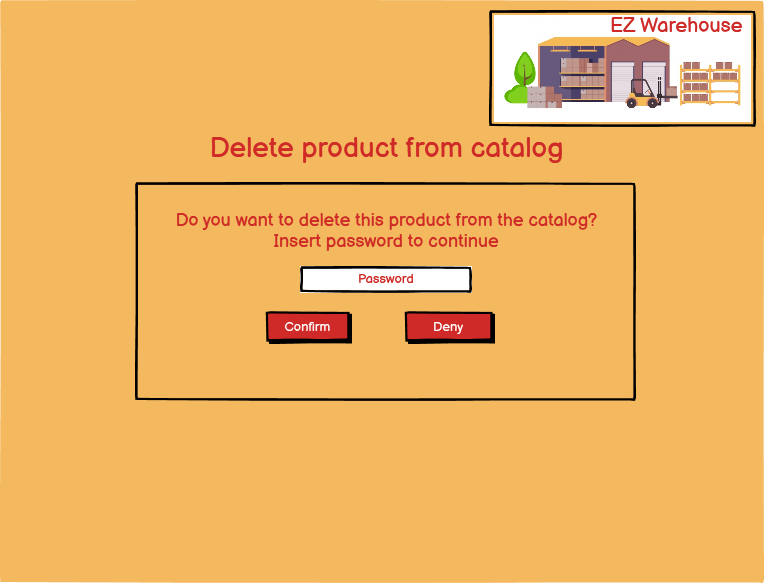 EZ Warehouse
Delete product from catalog
Do you want to delete this product from the catalog?
Insert password to continue
Password
Confirm
Deny